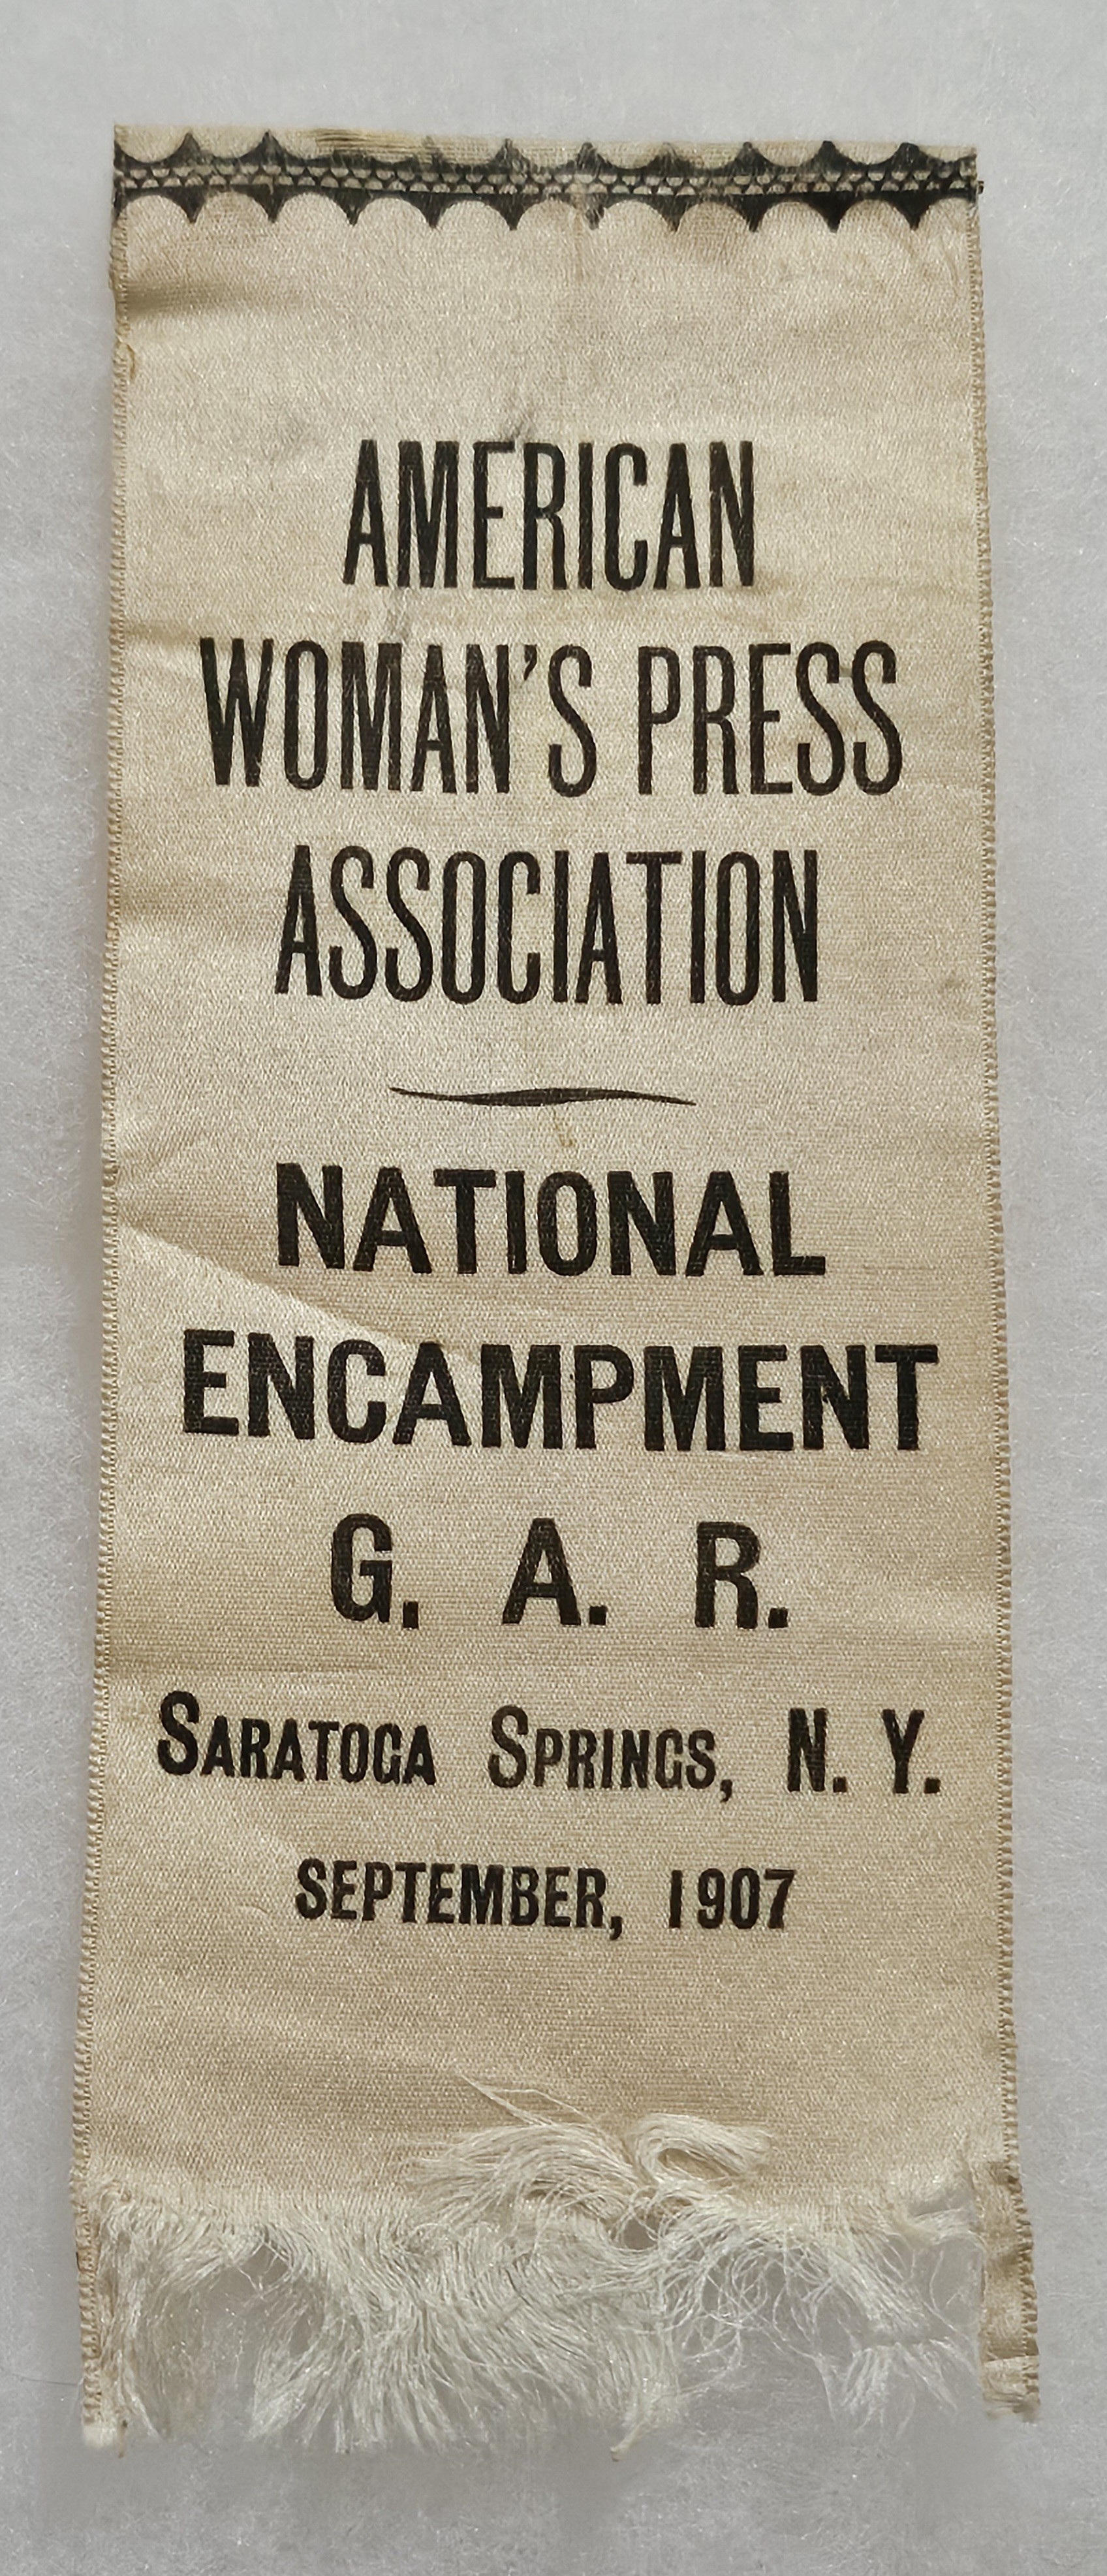 AMERICAN
WOMAN'S PRESS
ASSOCIATION
NATIONAL
ENCAMPMENT
G. A. R.
SARATOGA SPRINGS, N. Y.
SEPTEMBER, 1907